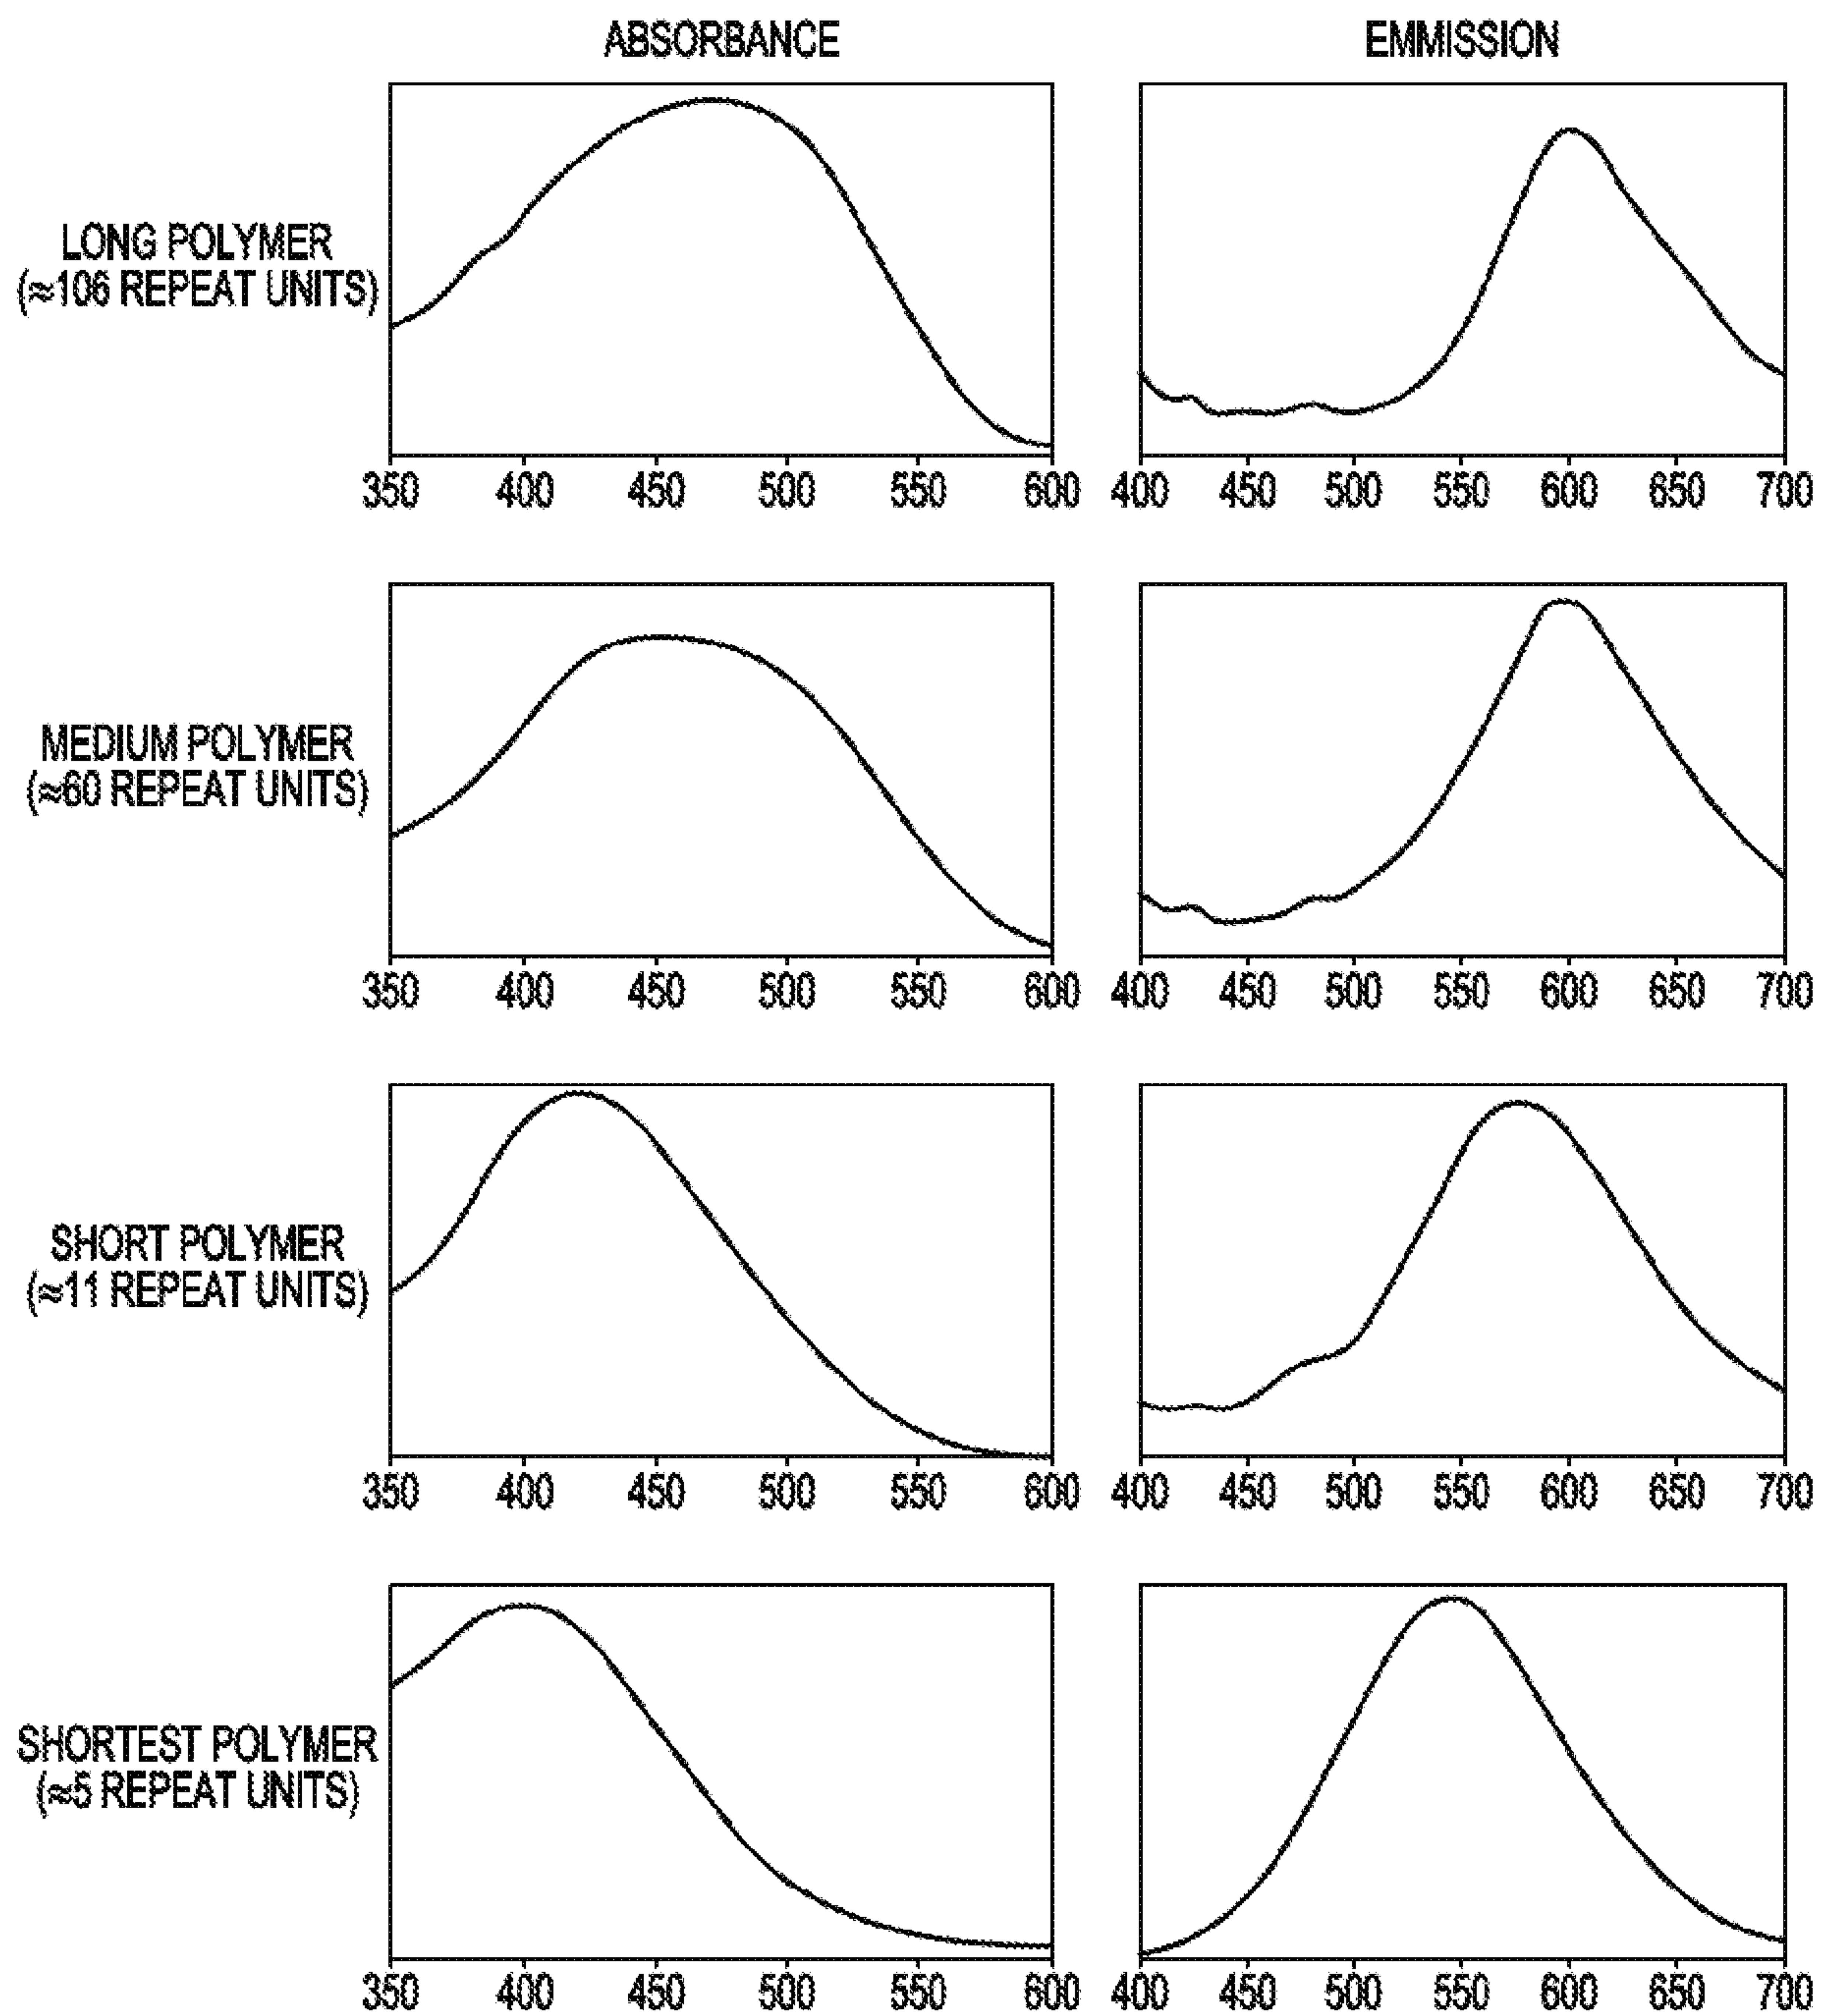 ABSORBANCE EMMISSION
LONG POLYMER
(≈106 REPEAT UNITS)
350 400 450 500 550 600 400 450 500 550 600 650 700
MEDIUM POLYMER
(≈60 REPEAT UNITS)
350 400 450 500 550 600 400 450 500 550 600 650 700
SHORT POLYMER
(≈11 REPEAT UNITS)
350 400 450 500 550 600 400 450 500 550 600 650 700
SHORTEST POLYMER
(≈5 REPEAT UNITS)
350 400 450 500 550 600 400 450 500 550 600 650 700